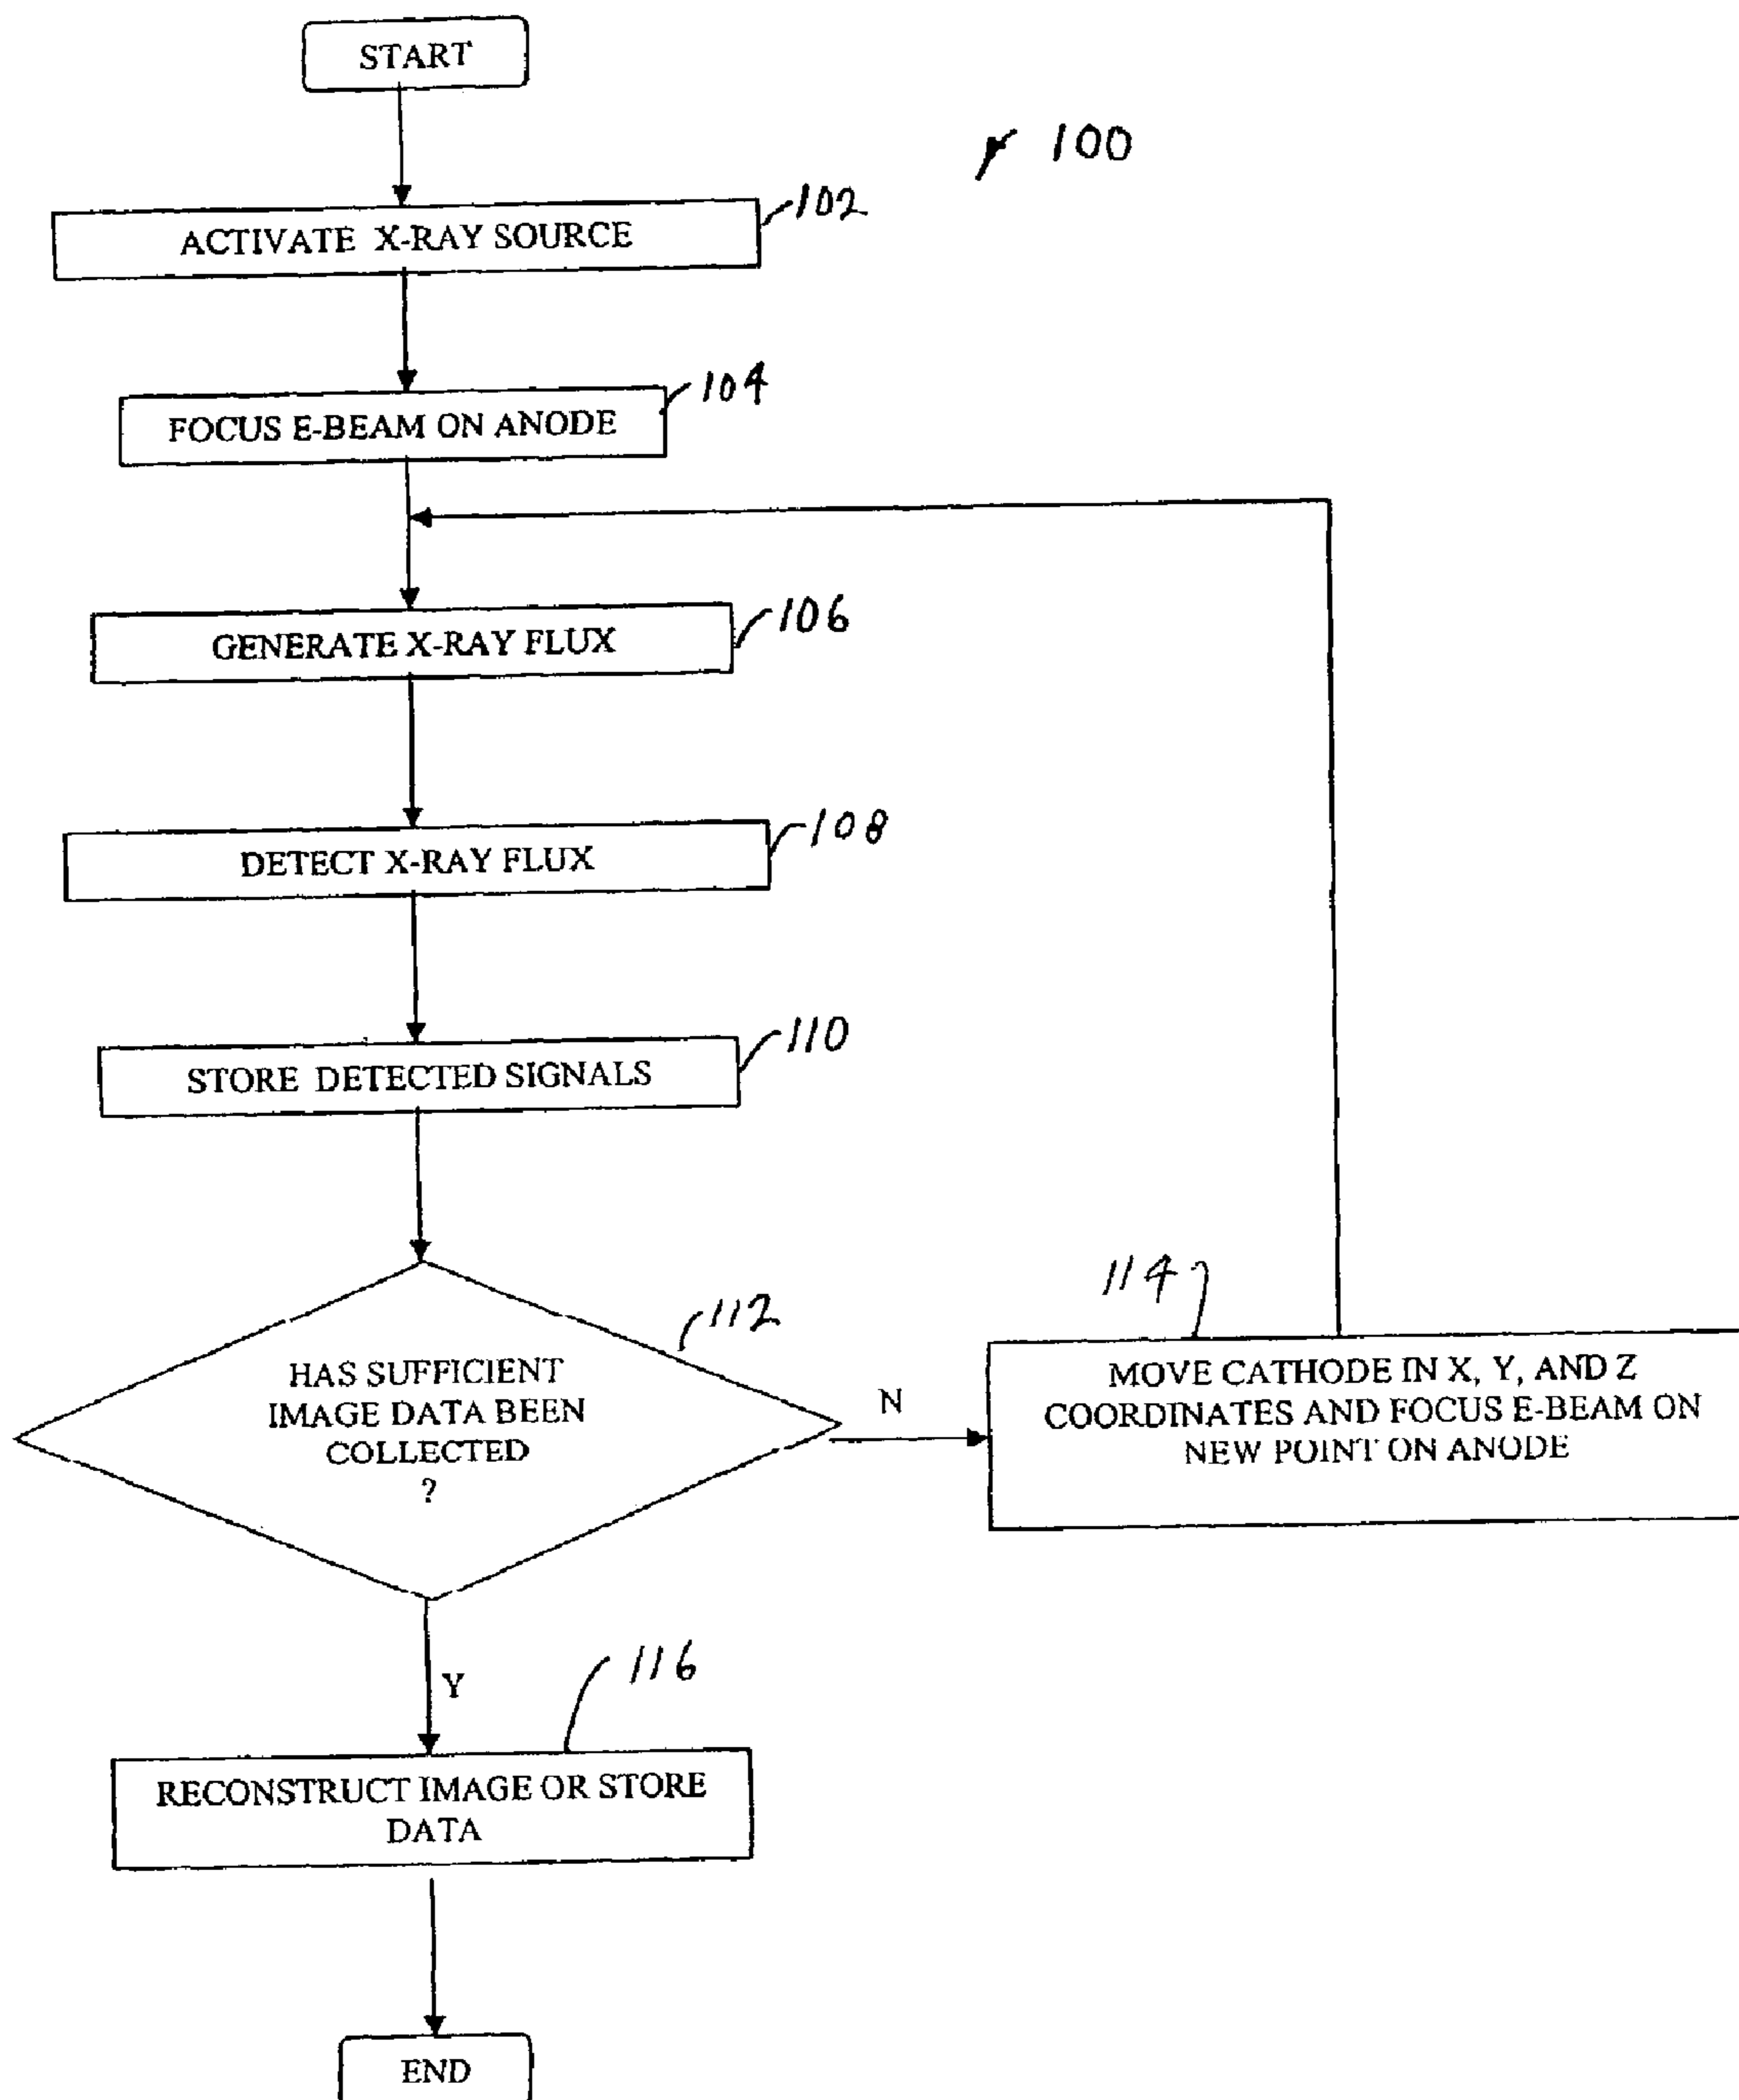 START
100
102
ACTIVATE X-RAY SOURCE
104
FOCUS E-BEAM ON ANODE
106
GENERATE X-RAY FLUX
108
DETECT X-RAY FLUX
110
STORE DETECTED SIGNALS
112
HAS SUFFICIENT
IMAGE DATA BEEN
COLLECTED
?
N
114
MOVE CATHODE IN X, Y, AND Z
COORDINATES AND FOCUS E-BEAM ON
NEW POINT ON ANODE
Y
116
RECONSTRUCT IMAGE OR STORE
DATA
END